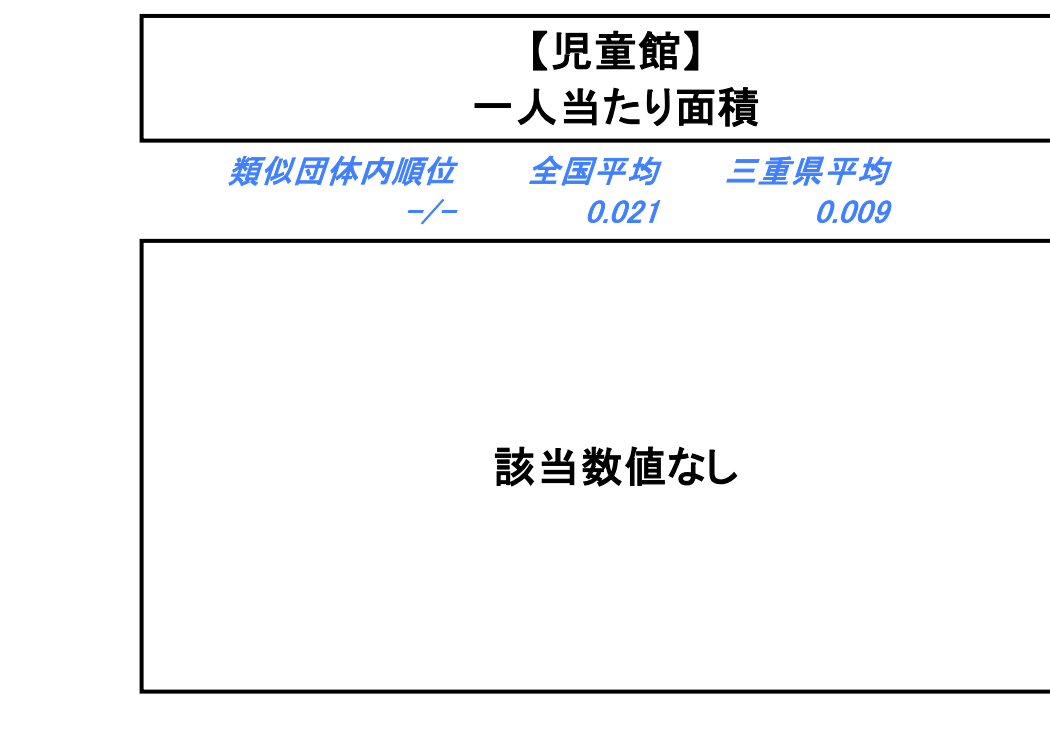 【児童館】
一人当たり面積
類似団体内順位 全国平均 三重県平均
-/- 0.021 0.009
該当数値なし